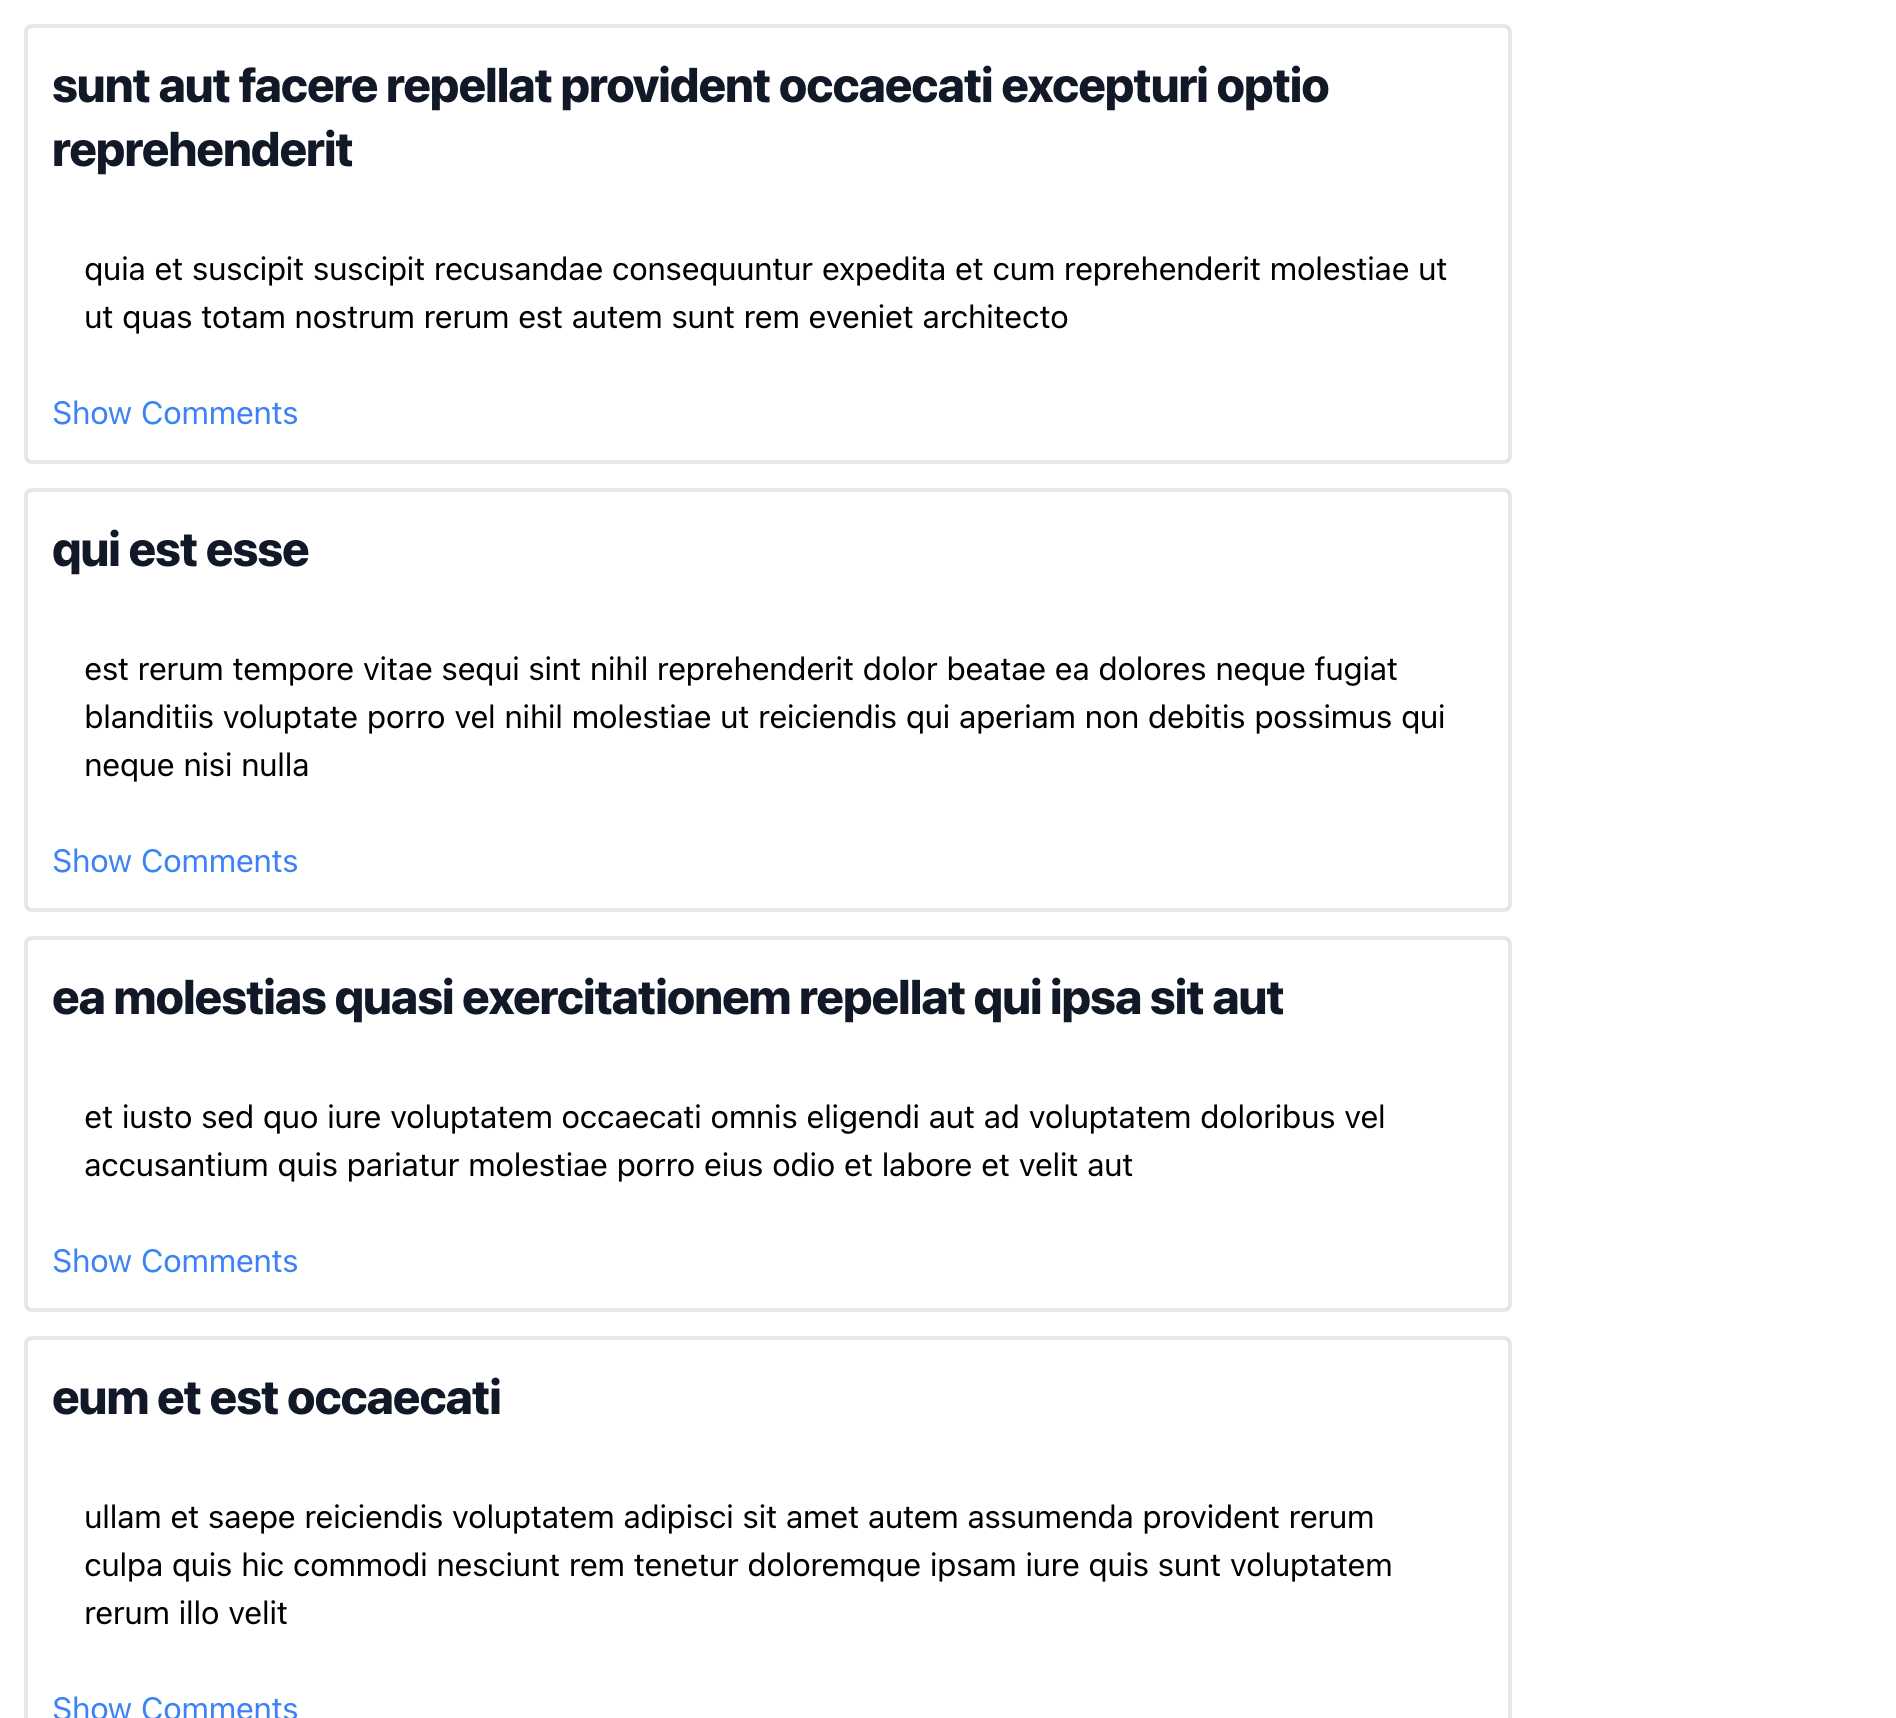 sunt aut facere repellat provident occaecati excepturi optio
reprehenderit
quia et suscipit suscipit recusandae consequuntur expedita et cum reprehenderit molestiae ut
ut quas totam nostrum rerum est autem sunt rem eveniet architecto
Show Comments
qui est esse
est rerum tempore vitae sequi sint nihil reprehenderit dolor beatae ea dolores neque fugiat
blanditiis voluptate porro vel nihil molestiae ut reiciendis qui aperiam non debitis possimus qui
neque nisi nulla
Show Comments
ea molestias quasi exercitationem repellat qui ipsa sit aut
et iusto sed quo iure voluptatem occaecati omnis eligendi aut ad voluptatem doloribus vel
accusantium quis pariatur molestiae porro eius odio et labore et velit aut
Show Comments
eum et est occaecati
ullam et saepe reiciendis voluptatem adipisci sit amet autem assumenda provident rerum
culpa quis hic commodi nesciunt rem tenetur doloremque ipsam iure quis sunt voluptatem
rerum illo velit
Show Comments